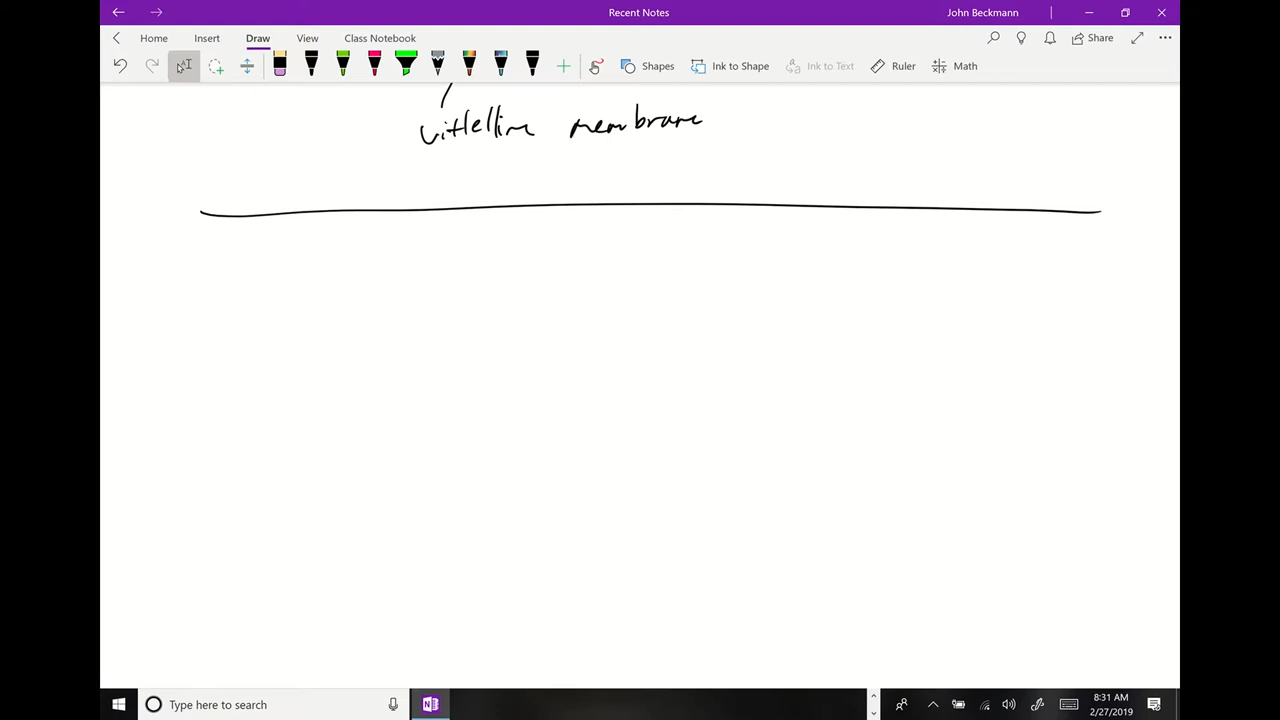 Recent Notes
John Beckmann
Home Insert Draw View Class Notebook
Share
Shapes
Ink to Shape
Ink to Text
Ruler
Math
vitlelline membrane
Type here to search
8:31 AM
2/27/2019